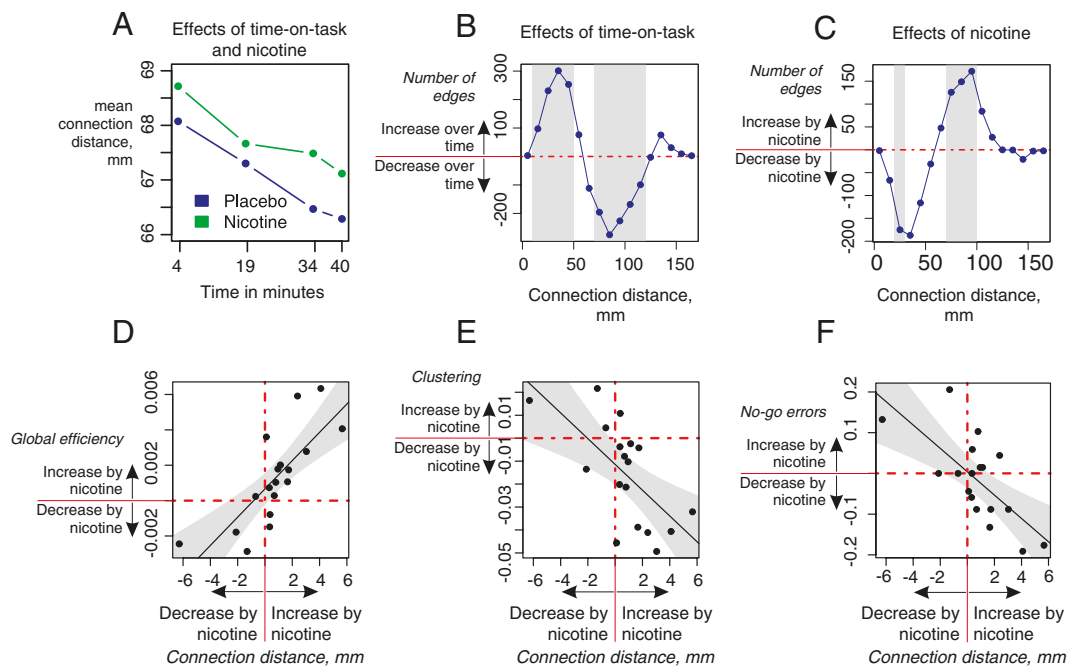 A
Effects of time-on-task
and nicotine
mean
connection
distance,
mm
69
68
67
66
Placebo
Nicotine
4
19
34
40
Time in minutes
B
Effects of time-on-task
Number of
edges
Increase over
time
Decrease over
time
300
100
-200
0
50
100
150
Connection distance,
mm
C
Effects of nicotine
Number of
edges
Increase by
nicotine
Decrease by
nicotine
150
50
-100
-200
0
50
100
150
Connection distance,
mm
D
Global efficiency
Increase by
nicotine
Decrease by
nicotine
0.006
0.002
-0.002
-6
-4
-2
0
2
4
6
Decrease by
nicotine
Increase by
nicotine
Connection distance, mm
E
Clustering
Increase by
nicotine
Decrease by
nicotine
0.01
-0.01
-0.03
-0.05
-6
-4
-2
0
2
4
6
Decrease by
nicotine
Increase by
nicotine
Connection distance, mm
F
No-go errors
Increase by
nicotine
Decrease by
nicotine
0.2
0.1
-0.1
-0.2
-6
-4
-2
0
2
4
6
Decrease by
nicotine
Increase by
nicotine
Connection distance, mm